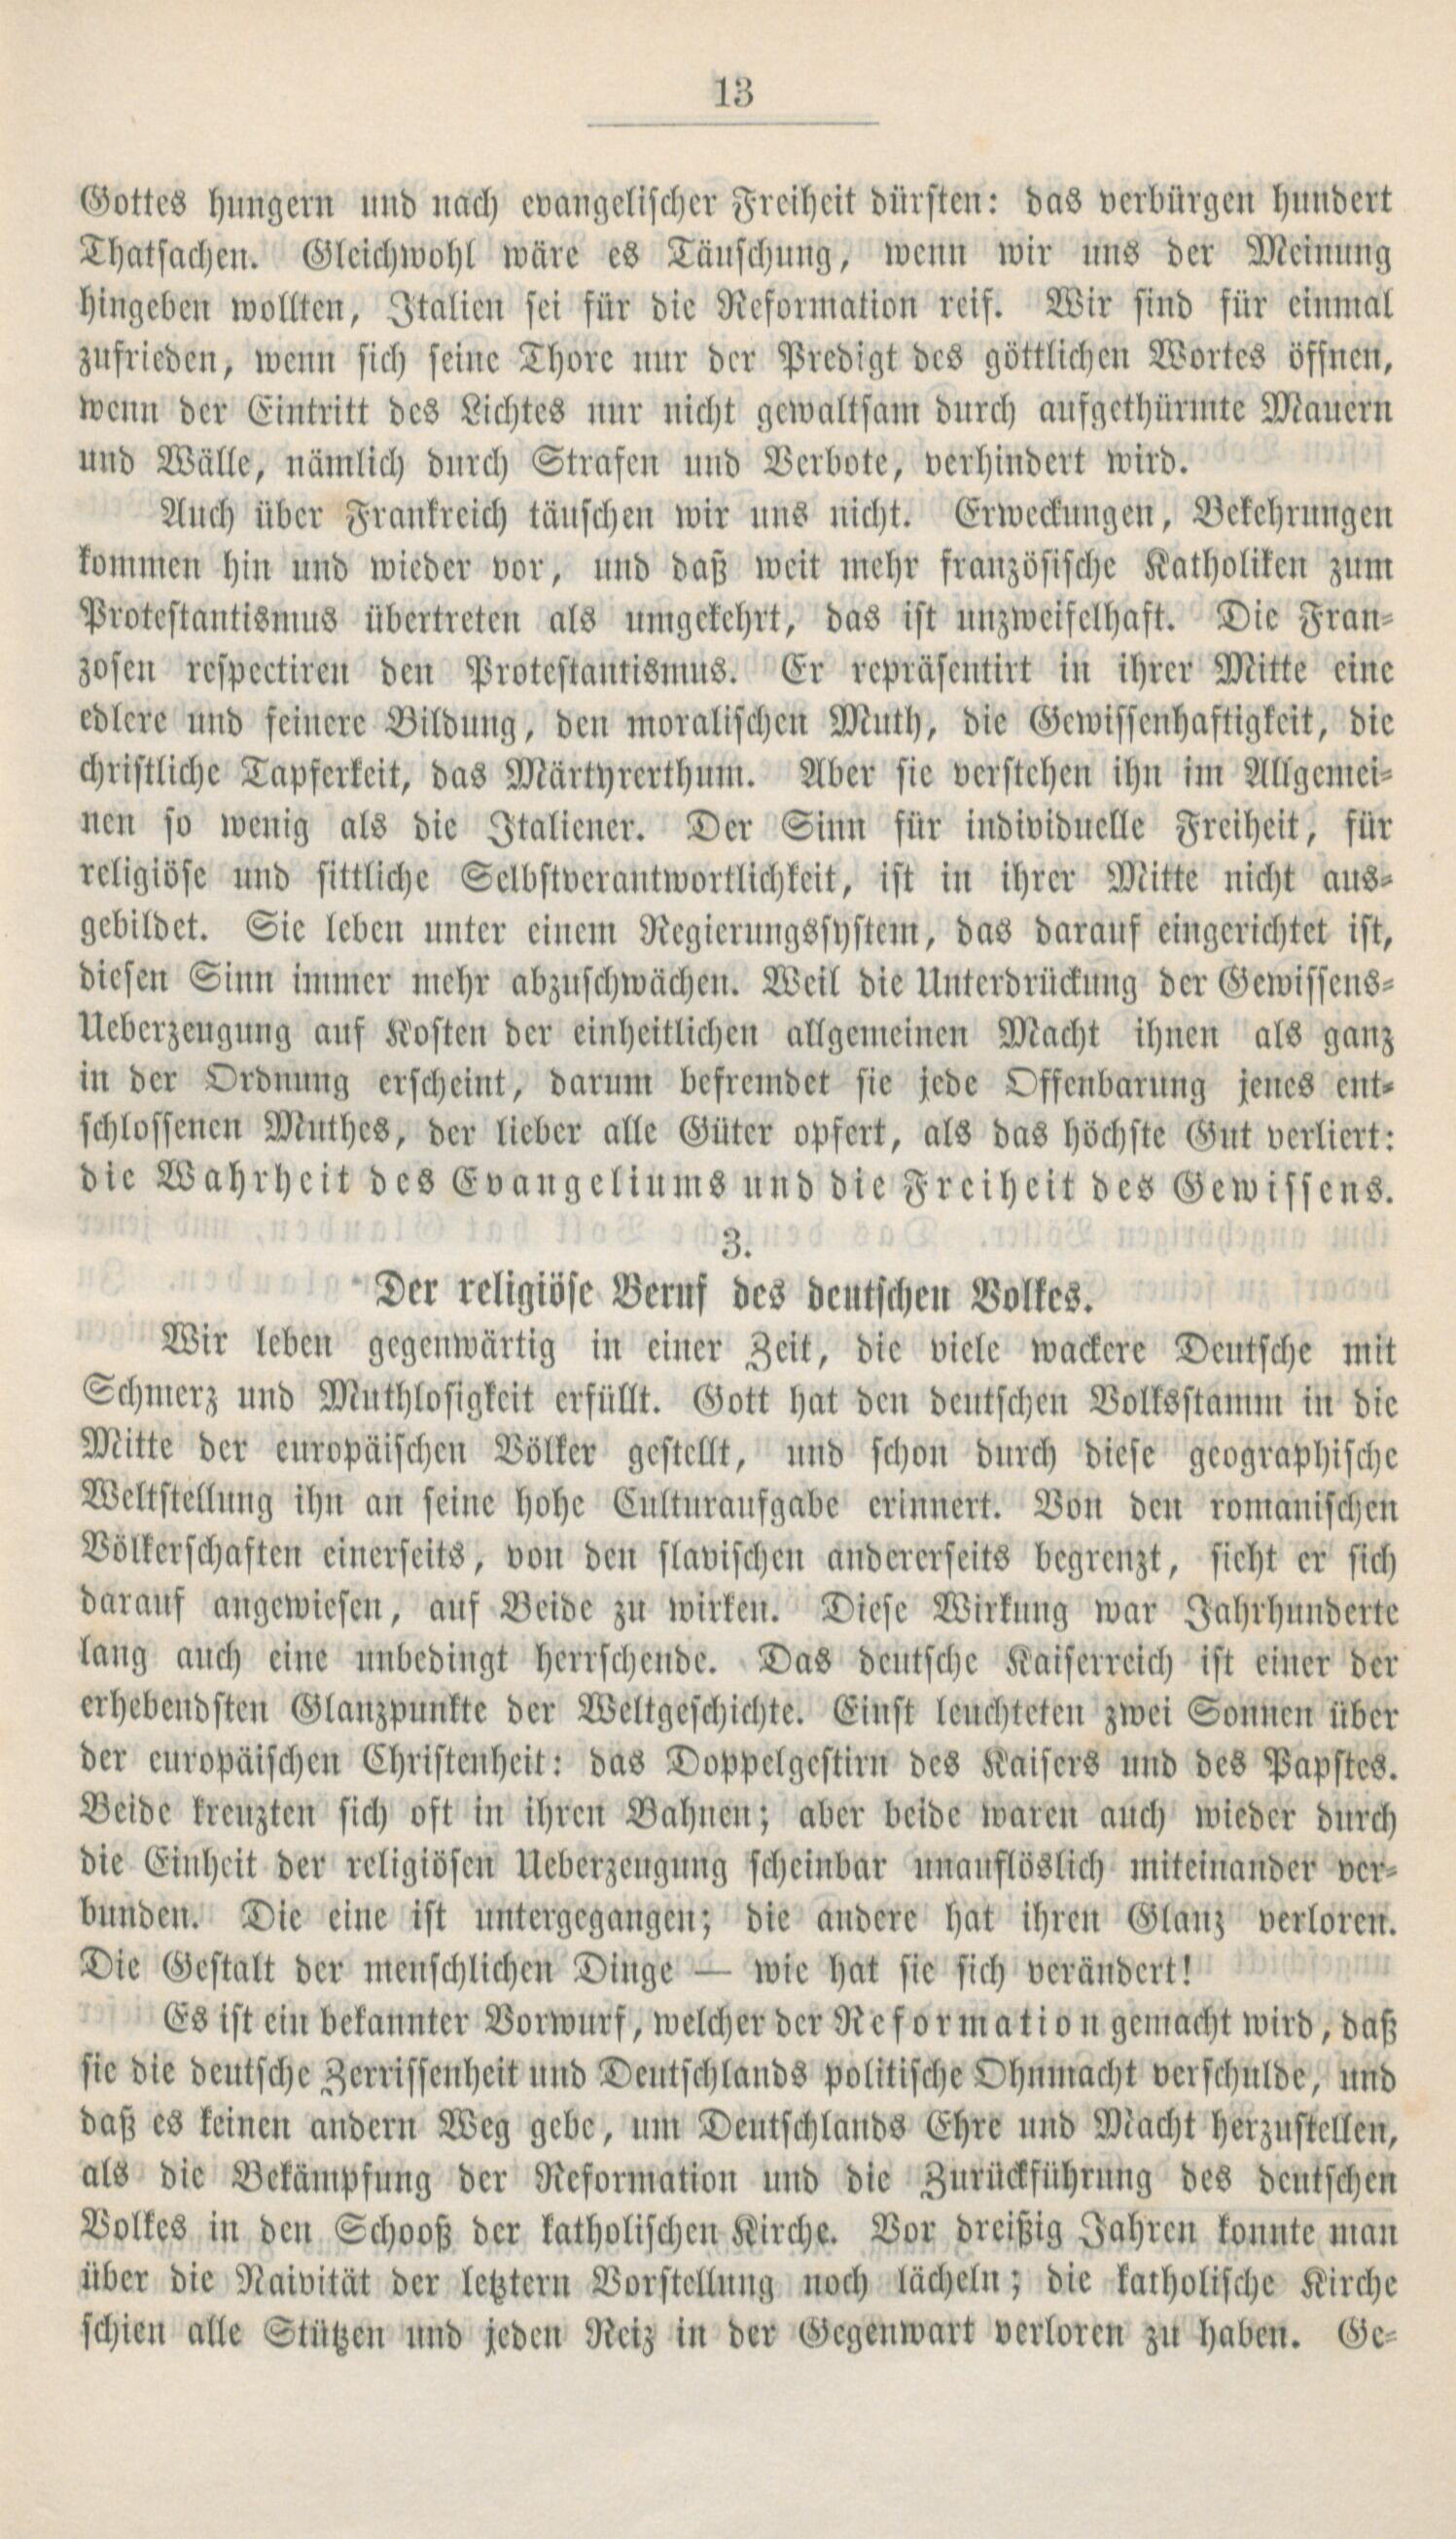 13
Gottes hungern und nach evangelischer Freiheit dürsten: das verbürgen hundert
Thatsachen. Gleichwohl wäre es Täuschung, wenn wir uns der Meinung
hingeben wollten, Italien sei für die Reformation reif. Wir sind für einmal
zufrieden, wenn sich seine Thore nur der Predigt des göttlichen Wortes öffnen,
wenn der Eintritt des Lichtes nur nicht gewaltsam durch aufgethürmte Mauern
und Wälle, nämlich durch Strafen und Verbote, verhindert wird.
Auch über Frankreich täuschen wir uns nicht. Erweckungen, Bekehrungen
kommen hin und wieder vor, und daß weit mehr französische Katholiken zum
Protestantismus übertreten als umgekehrt, das ist unzweifelhaft. Die Fran-
zosen respectiren den Protestantismus. Er repräsentirt in ihrer Mitte eine
edlere und feinere Bildung, den moralischen Muth, die Gewissenhaftigkeit, die
christliche Tapferkeit, das Märtyrerthum. Aber sie verstehen ihn im Allgemei-
nen so wenig als die Italiener. Der Sinn für individuelle Freiheit, für
religiöse und sittliche Selbstverantwortlichkeit, ist in ihrer Mitte nicht aus-
gebildet. Sie leben unter einem Regierungssystem, das darauf eingerichtet ist,
diesen Sinn immer mehr abzuschwächen. Weil die Unterdrückung der Gewissens-
Ueberzeugung auf Kosten der einheitlichen allgemeinen Macht ihnen als ganz
in der Ordnung erscheint, darum befremdet sie jede Offenbarung jenes ent-
schlossenen Muthes, der lieber alle Güter opfert, als das höchste Gut verliert:
die Wahrheit des Evangeliums und die Freiheit des Gewissens.
3.
Der religiöse Beruf des deutschen Volkes.
Wir leben gegenwärtig in einer Zeit, die viele wackere Deutsche mit
Schmerz und Muthlosigkeit erfüllt. Gott hat den deutschen Volksstamm in die
Mitte der europäischen Völker gestellt, und schon durch diese geographische
Weltstellung ihn an seine hohe Culturaufgabe erinnert. Von den romanischen
Völkerschaften einerseits, von den slavischen andererseits begrenzt, sieht er sich
darauf angewiesen, auf Beide zu wirken. Diese Wirkung war Jahrhunderte
lang auch eine unbedingt herrschende. Das deutsche Kaiserreich ist einer der
erhebendsten Glanzpunkte der Weltgeschichte. Einst leuchteten zwei Sonnen über
der europäischen Christenheit: das Doppelgestirn des Kaisers und des Papstes.
Beide kreuzten sich oft in ihren Bahnen; aber beide waren auch wieder durch
die Einheit der religiösen Ueberzeugung scheinbar unauflöslich miteinander ver-
bunden. Die eine ist untergegangen; die andere hat ihren Glanz verloren.
Die Gestalt der menschlichen Dinge — wie hat sie sich verändert!
Es ist ein bekannter Vorwurf, welcher der Reformation gemacht wird, daß
sie die deutsche Zerrissenheit und Deutschlands politische Ohnmacht verschulde, und
daß es keinen andern Weg gebe, um Deutschlands Ehre und Macht herzustellen,
als die Bekämpfung der Reformation und die Zurückführung des deutschen
Volkes in den Schooß der katholischen Kirche. Vor dreißig Jahren konnte man
über die Naivität der letztern Vorstellung noch lächeln; die katholische Kirche
schien alle Stützen und jeden Reiz in der Gegenwart verloren zu haben. Ge-